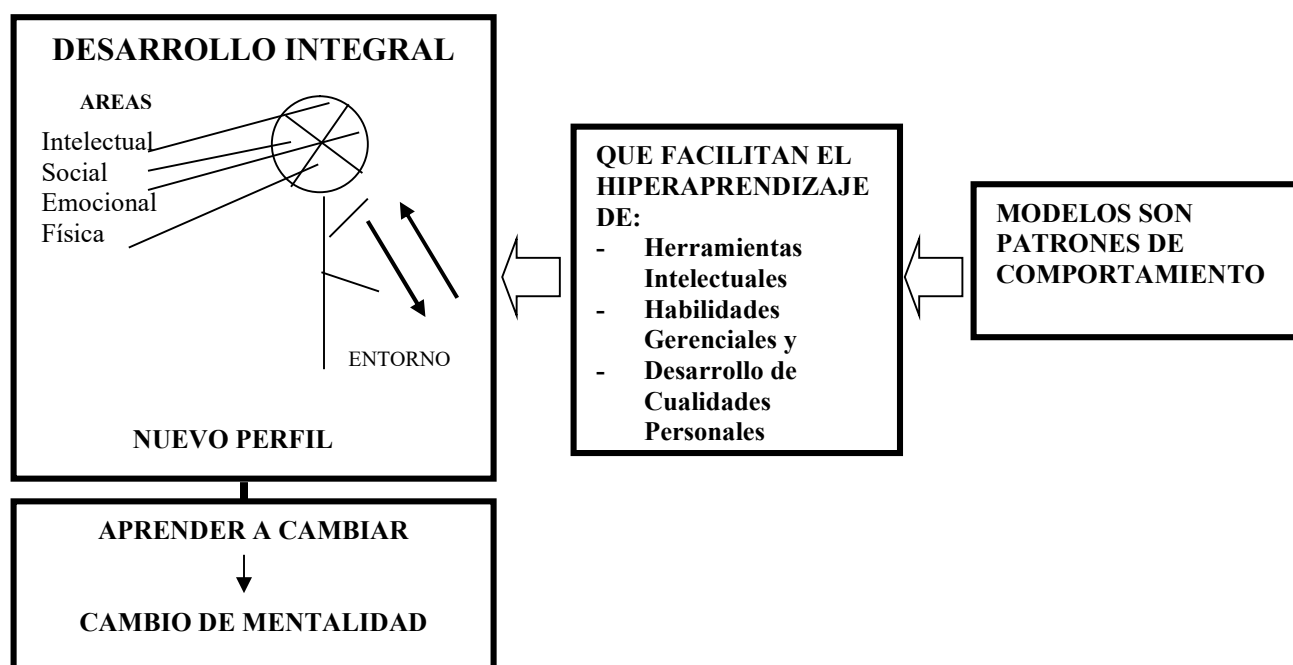 DESARROLLO INTEGRAL
AREAS
Intelectual
Social
Emocional
Física
ENTORNO
NUEVO PERFIL
APRENDER A CAMBIAR
CAMBIO DE MENTALIDAD
QUE FACILITAN EL
HIPERAPRENDIZAJE
DE:
- Herramientas
Intelectuales
- Habilidades
Gerenciales y
- Desarrollo de
Cualidades
Personales
MODELOS SON
PATRONES DE
COMPORTAMIENTO